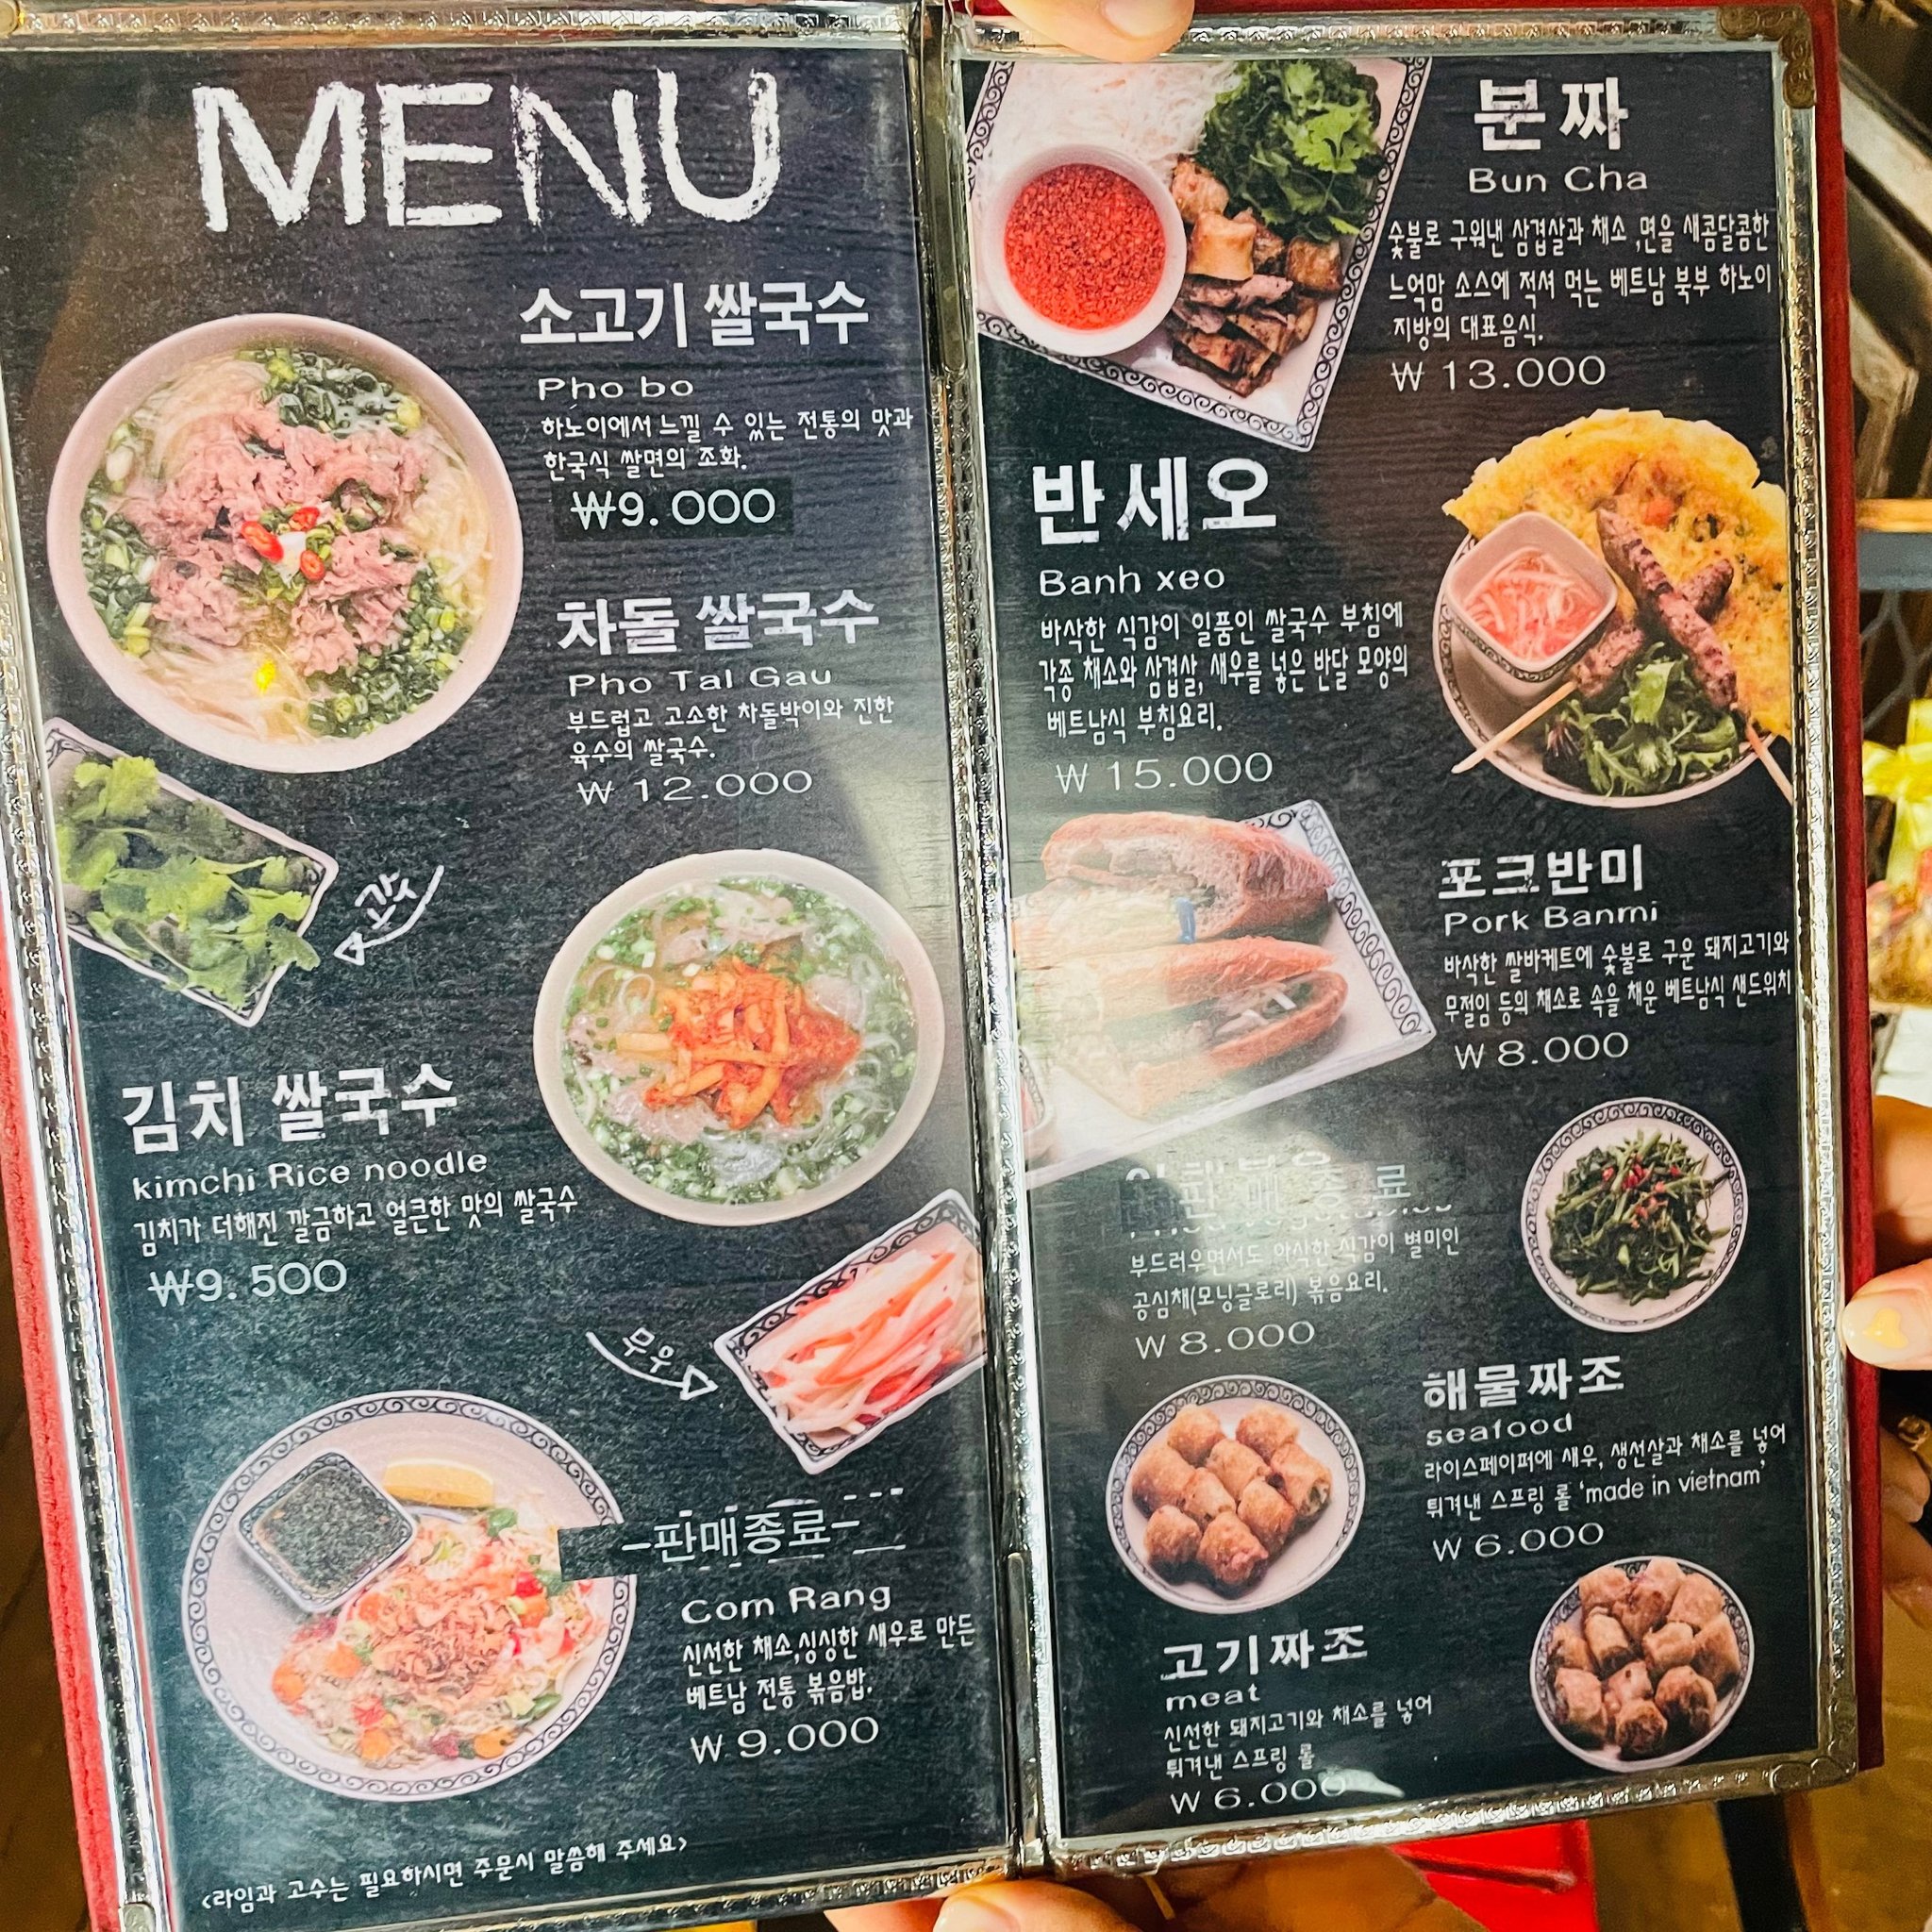 MENU
소고기 쌀국수
Pho bo
하노이에서 느낄 수 있는 전통의 맛과
한국식 쌀면의 조화.
₩9.000
차돌 쌀국수
Pho Tal Gau
부드럽고 고소한 차돌박이와 진한
육수의 쌀국수.
₩ 12.000
고수
김치 쌀국수
kimchi Rice noodle
김치가 더해진 깔끔하고 얼큰한 맛의 쌀국수
₩9.500
무우
-판매종료-
Com Rang
신선한 채소,싱싱한 새우로 만든
베트남 전통 볶음밥.
₩ 9.000
<라임과 고수는 필요하시면 주문시 말씀해 주세요>
분짜
Bun Cha
숯불로 구워낸 삼겹살과 채소 ,면을 새콤달콤한
느억맘 소스에 적셔 먹는 베트남 북부 하노이
지방의 대표음식.
₩ 13.000
반세오
Banh xeo
바삭한 식감이 일품인 쌀국수 부침에
각종 채소와 삼겹살, 새우를 넣은 반달 모양의
베트남식 부침요리.
₩ 15.000
포크반미
Pork Banmi
바삭한 쌀바케트에 숯불로 구운 돼지고기와
무절임 등의 채소로 속을 채운 베트남식 샌드위치
₩ 8.000
부드러우면서도 아삭한 식감이 별미인
공심채(모닝글로리) 볶음요리.
₩ 8.000
해물짜조
seafood
라이스페이퍼에 새우, 생선살과 채소를 넣어
튀겨낸 스프링 롤 'made in vietnam'
₩ 6.000
고기짜조
meat
신선한 돼지고기와 채소를 넣어
튀겨낸 스프링 롤
₩ 6.000